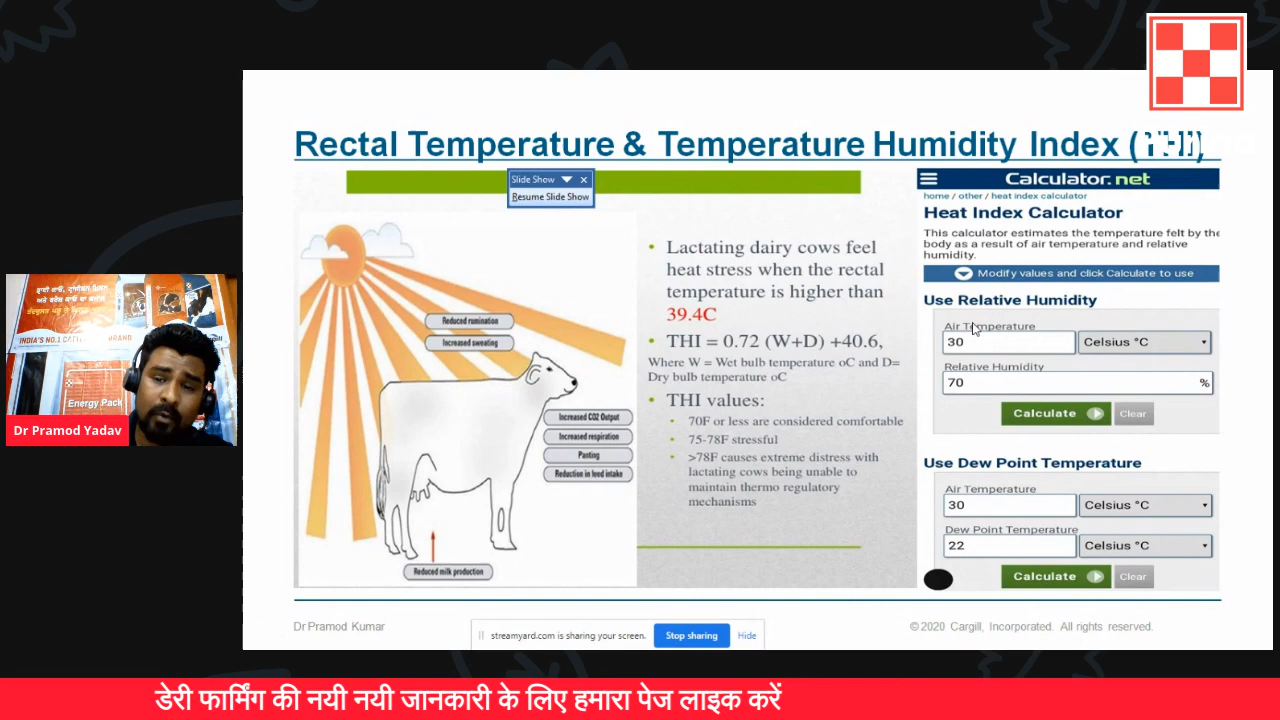 Rectal Temperature & Temperature Humidity Index
Slide Show
Resume Slide Show
Reduced rumination
Increased sweating
Increased CO2 Output
Increased respiration
Panting
Reduction in feed intake
Reduced milk production
• Lactating dairy cows feel
heat stress when the rectal
temperature is higher than
39.4C
• THI = 0.72 (W+D) +40.6,
Where W = Wet bulb temperature oC and D=
Dry bulb temperature oC
• THI values:
• 70F or less are considered comfortable
• 75-78F stressful
• >78F causes extreme distress with
lactating cows being unable to
maintain thermo regulatory
mechanisms
Calculator.net
home / other / heat index calculator
Heat Index Calculator
This calculator estimates the temperature felt by the
body as a result of air temperature and relative
humidity.
Modify values and click Calculate to use
Use Relative Humidity
Air Temperature
30 Celsius °C
Relative Humidity
70 %
Calculate Clear
Use Dew Point Temperature
Air Temperature
30 Celsius °C
Dew Point Temperature
22 Celsius °C
Calculate Clear
INDIA'S NO.1
BRAND
Energy Pack
Dr Pramod Yadav
Dr Pramod Kumar
streamyard.com is sharing your screen. Stop sharing Hide
© 2020 Cargill, Incorporated. All rights reserved.
डेरी फार्मिंग की नयी नयी जानकारी के लिए हमारा पेज लाइक करें